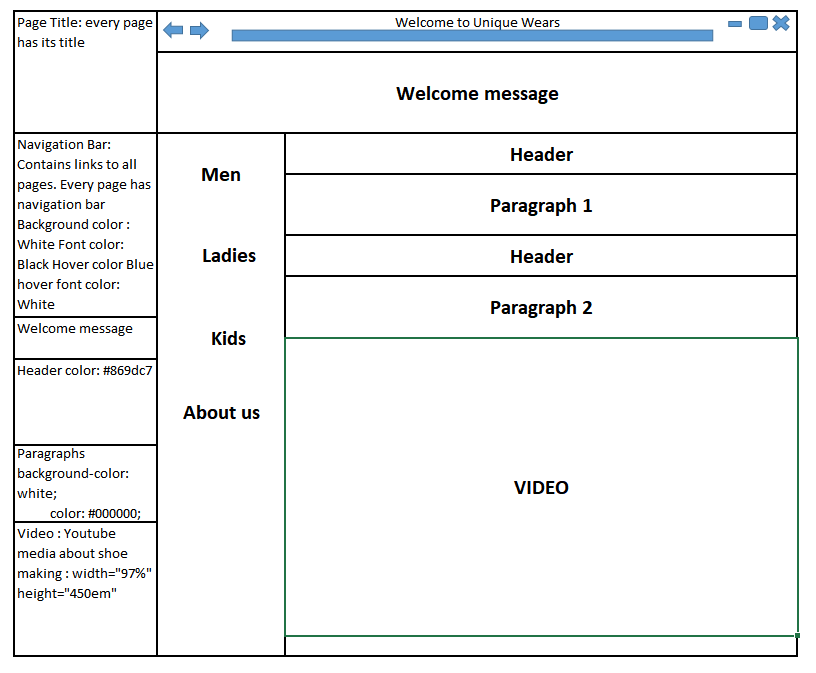 Page Title: every page
has its title
Welcome to Unique Wears
Welcome message
Navigation Bar:
Contains links to all
pages. Every page has
navigation bar
Background color :
White Font color:
Black Hover color Blue
hover font color:
White
Welcome message
Header color: #869dc7
Paragraphs
background-color:
white;
color: #000000;
Video : Youtube
media about shoe
making : width="97%"
height="450em"
Men
Ladies
Kids
About us
Header
Paragraph 1
Header
Paragraph 2
VIDEO